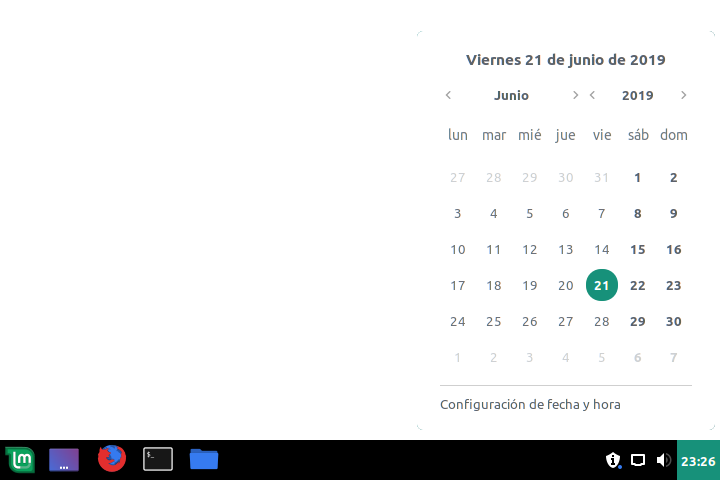 Viernes 21 de junio de 2019
Junio 2019
lun mar mié jue vie sáb dom
27 28 29 30 31 1 2
3 4 5 6 7 8 9
10 11 12 13 14 15 16
17 18 19 20 21 22 23
24 25 26 27 28 29 30
1 2 3 4 5 6 7
Configuración de fecha y hora
lm ... $_ 23:26